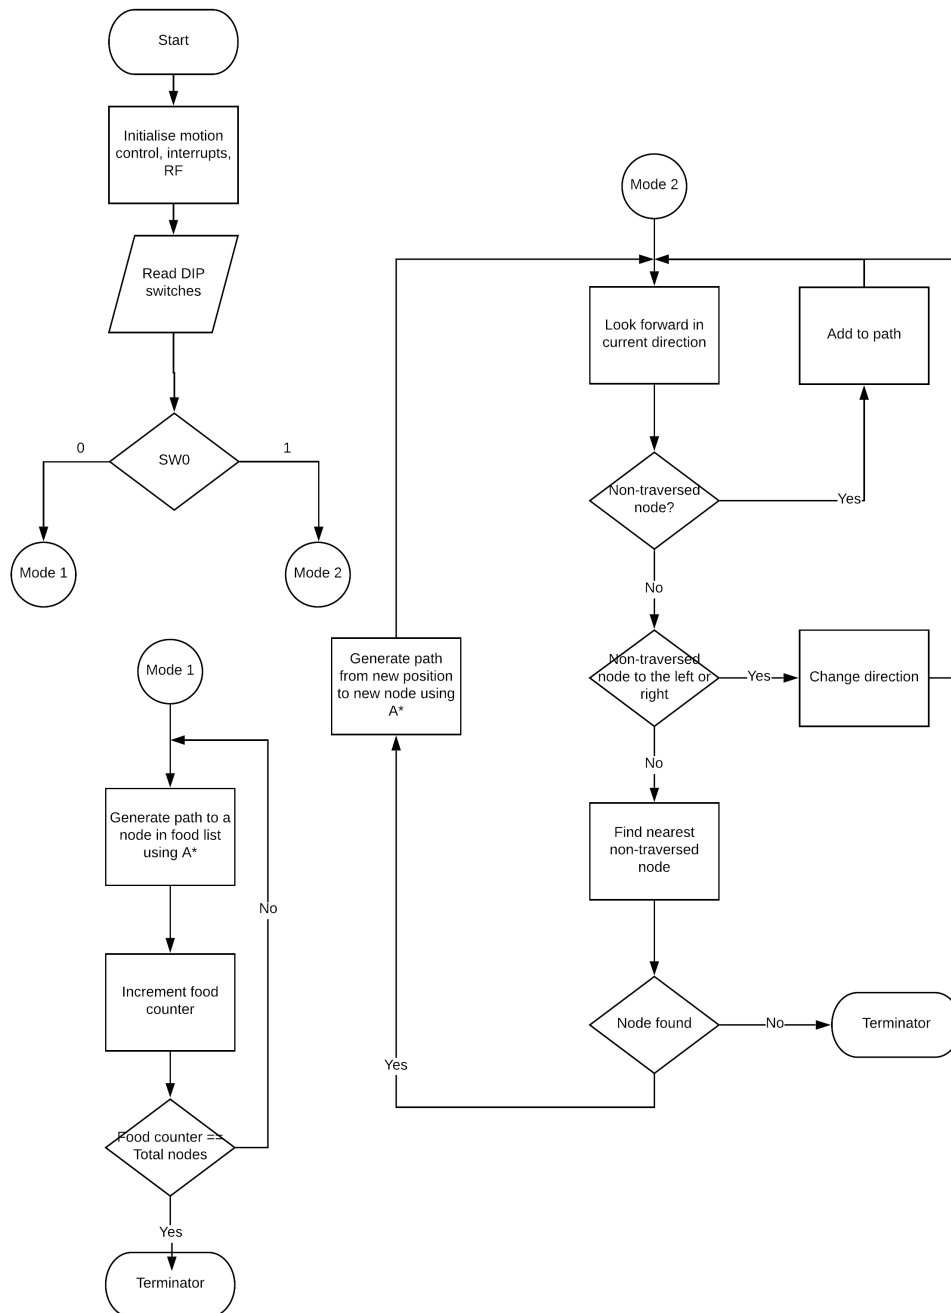 Start
Initialise motion
control, interrupts,
RF
Read DIP
switches
SW0
0
1
Mode 1
Mode 2
Mode 1
Generate path to a
node in food list
using A*
Increment food
counter
No
Food counter ==
Total nodes
Yes
Terminator
Mode 2
Look forward in
current direction
Add to path
Non-traversed
node?
Yes
No
Non-traversed
node to the left or
right
Yes
Change direction
No
Find nearest
non-traversed
node
Node found
No
Terminator
Yes
Generate path
from new position
to new node using
A*